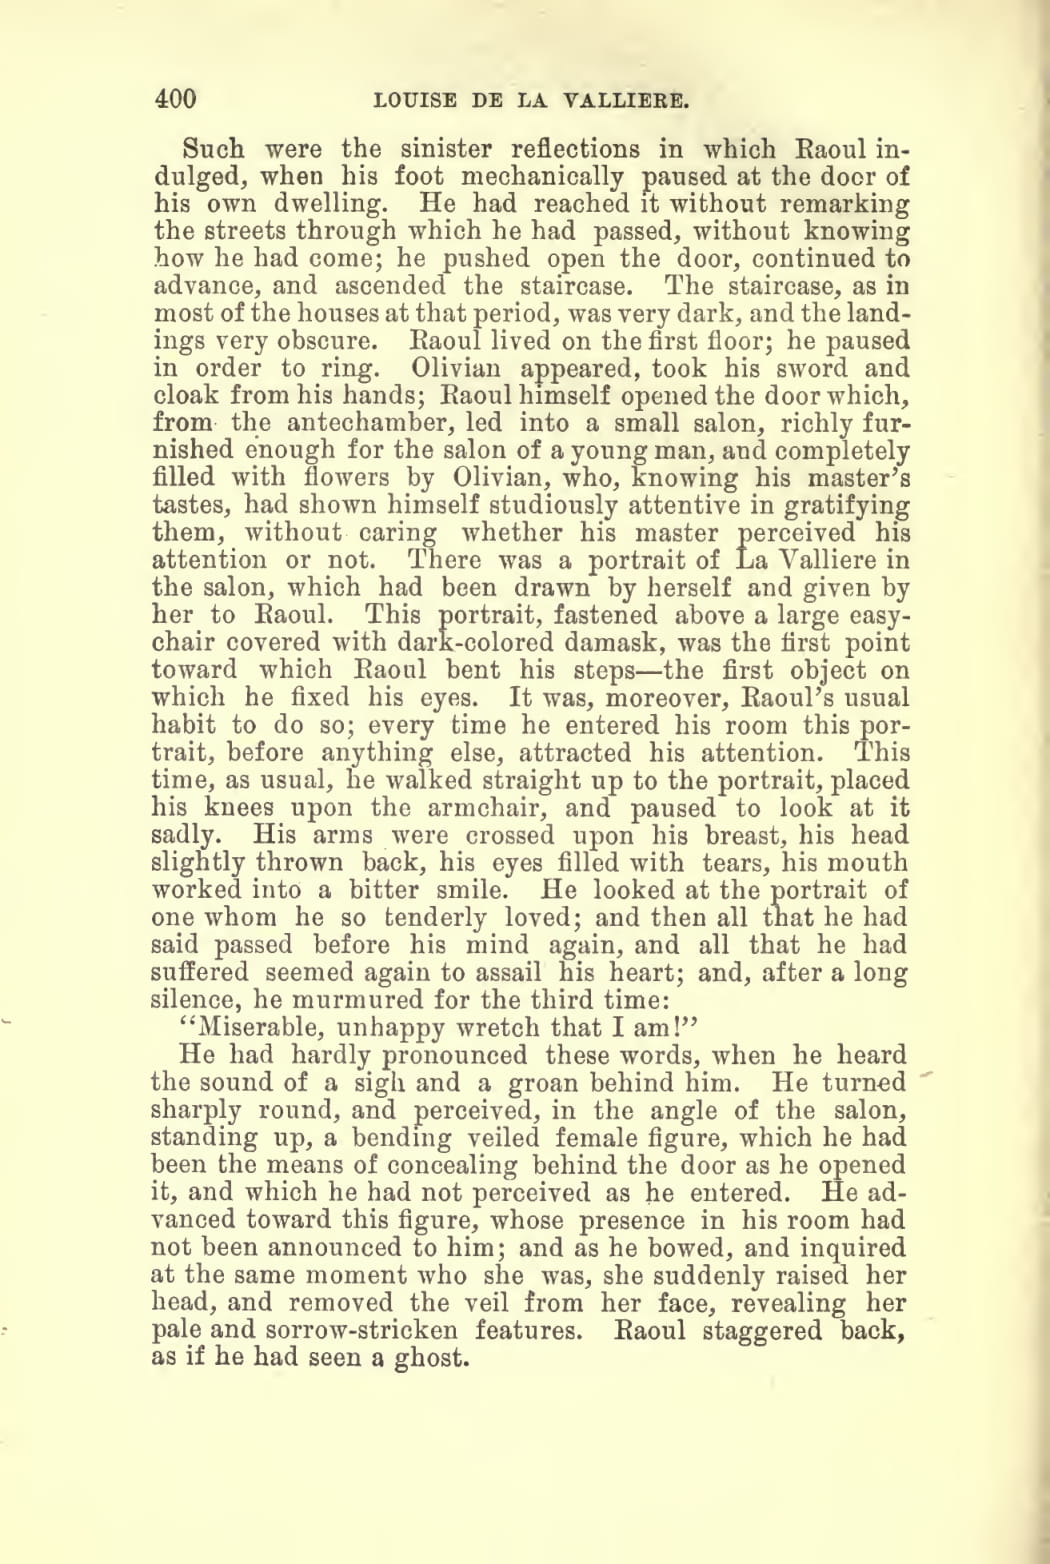 400 LOUISE DE LA VALLIERE.
Such were the sinister reflections in which Raoul in-
dulged, when his foot mechanically paused at the door of
his own dwelling. He had reached it without remarking
the streets through which he had passed, without knowing
how he had come; he pushed open the door, continued to
advance, and ascended the staircase. The staircase, as in
most of the houses at that period, was very dark, and the land-
ings very obscure. Raoul lived on the first floor; he paused
in order to ring. Olivian appeared, took his sword and
cloak from his hands; Raoul himself opened the door which,
from the antechamber, led into a small salon, richly fur-
nished enough for the salon of a young man, and completely
filled with flowers by Olivian, who, knowing his master's
tastes, had shown himself studiously attentive in gratifying
them, without caring whether his master perceived his
attention or not. There was a portrait of La Valliere in
the salon, which had been drawn by herself and given by
her to Raoul. This portrait, fastened above a large easy-
chair covered with dark-colored damask, was the first point
toward which Raoul bent his steps—the first object on
which he fixed his eyes. It was, moreover, Raoul's usual
habit to do so; every time he entered his room this por-
trait, before anything else, attracted his attention. This
time, as usual, he walked straight up to the portrait, placed
his knees upon the armchair, and paused to look at it
sadly. His arms were crossed upon his breast, his head
slightly thrown back, his eyes filled with tears, his mouth
worked into a bitter smile. He looked at the portrait of
one whom he so tenderly loved; and then all that he had
said passed before his mind again, and all that he had
suffered seemed again to assail his heart; and, after a long
silence, he murmured for the third time:
"Miserable, unhappy wretch that I am!"
He had hardly pronounced these words, when he heard
the sound of a sigh and a groan behind him. He turned
sharply round, and perceived, in the angle of the salon,
standing up, a bending veiled female figure, which he had
been the means of concealing behind the door as he opened
it, and which he had not perceived as he entered. He ad-
vanced toward this figure, whose presence in his room had
not been announced to him; and as he bowed, and inquired
at the same moment who she was, she suddenly raised her
head, and removed the veil from her face, revealing her
pale and sorrow-stricken features. Raoul staggered back,
as if he had seen a ghost.